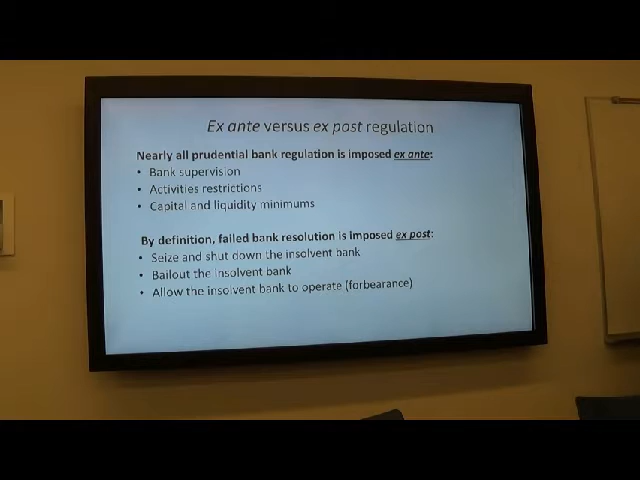 Ex ante versus ex post regulation
Nearly all prudential bank regulation is imposed ex ante:
• Bank supervision
• Activities restrictions
• Capital and liquidity minimums
By definition, failed bank resolution is imposed ex post:
• Seize and shut down the insolvent bank
• Bailout the insolvent bank
• Allow the insolvent bank to operate (forbearance)